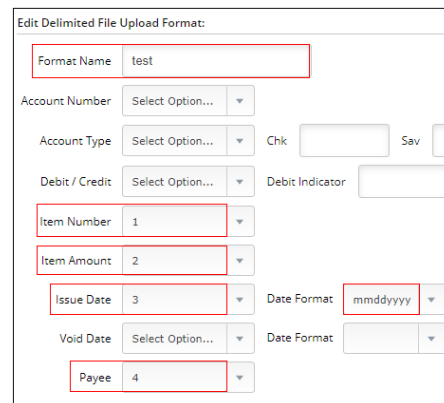 Edit Delimited File Upload Format:
Format Name test
Account Number Select Option...
Account Type Select Option... Chk Sav
Debit / Credit Select Option... Debit Indicator
Item Number 1
Item Amount 2
Issue Date 3 Date Format mmddyyyy
Void Date Select Option... Date Format
Payee 4